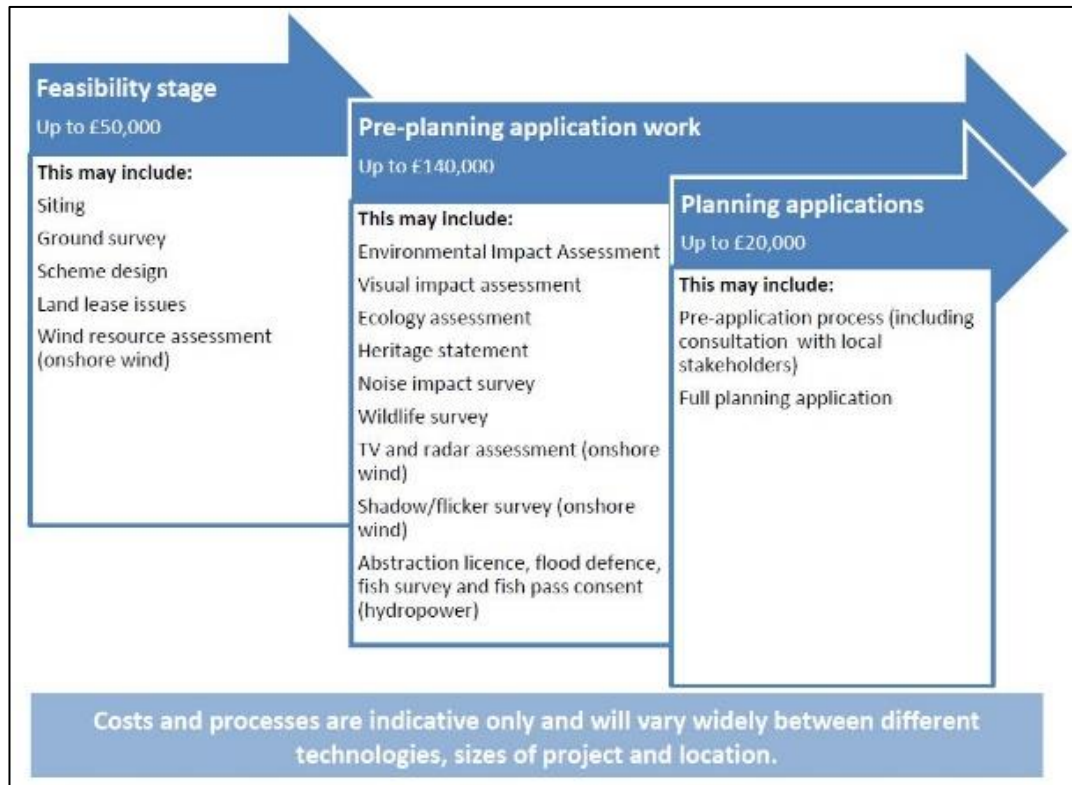 Feasibility stage
Up to £50,000
This may include:
Siting
Ground survey
Scheme design
Land lease issues
Wind resource assessment
(onshore wind)
Pre-planning application work
Up to £140,000
This may include:
Environmental Impact Assessment
Visual impact assessment
Ecology assessment
Heritage statement
Noise impact survey
Wildlife survey
TV and radar assessment (onshore
wind)
Shadow/flicker survey (onshore
wind)
Abstraction licence, flood defence,
fish survey and fish pass consent
(hydropower)
Planning applications
Up to £20,000
This may include:
Pre-application process (including
consultation with local
stakeholders)
Full planning application
Costs and processes are indicative only and will vary widely between different
technologies, sizes of project and location.